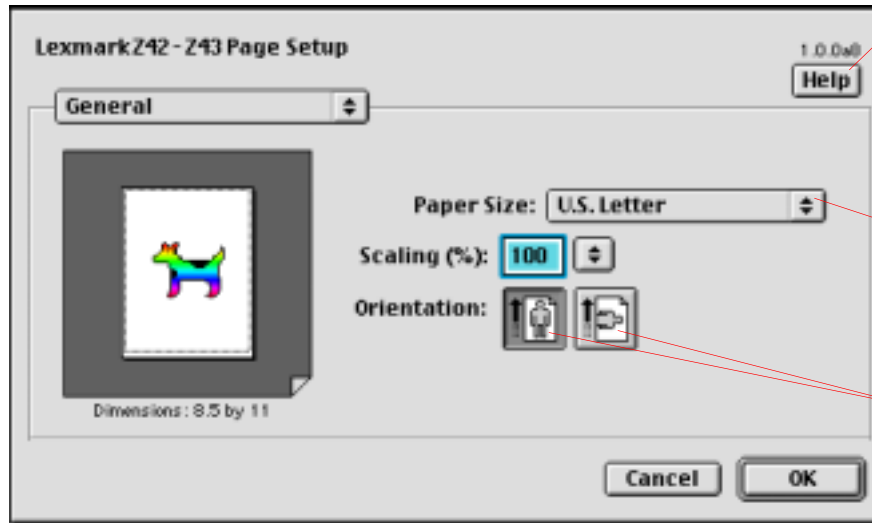 Lexmark Z42 - Z43 Page Setup
1.0.0a8
Help
General
Paper Size: U.S. Letter
Scaling (%): 100
Orientation:
Dimensions: 8.5 by 11
Cancel OK